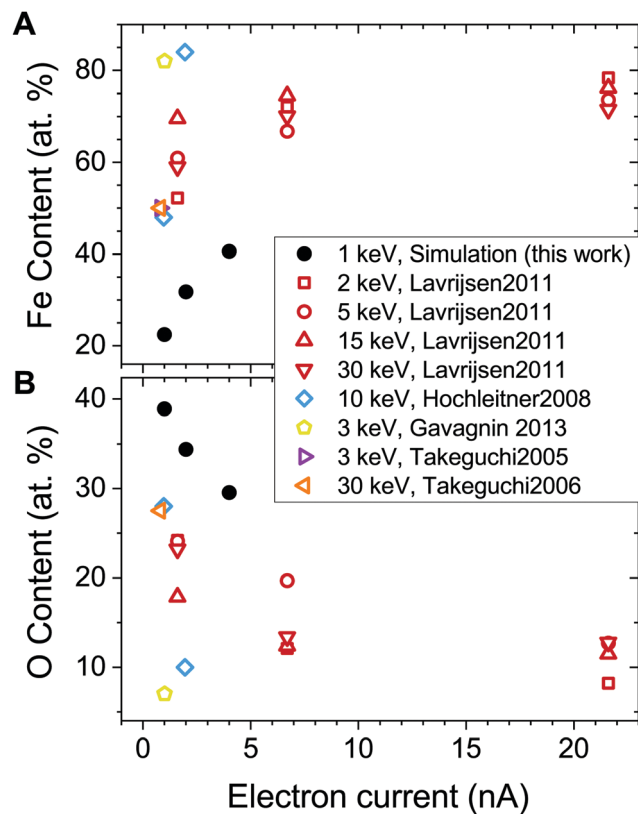 A
80
60
40
20
Fe Content (at. %)
1 keV, Simulation (this work)
2 keV, Lavrijsen2011
5 keV, Lavrijsen2011
15 keV, Lavrijsen2011
30 keV, Lavrijsen2011
10 keV, Hochleitner2008
3 keV, Gavagnin 2013
3 keV, Takeguchi2005
30 keV, Takeguchi2006
B
40
30
20
10
O Content (at. %)
0 5 10 15 20
Electron current (nA)